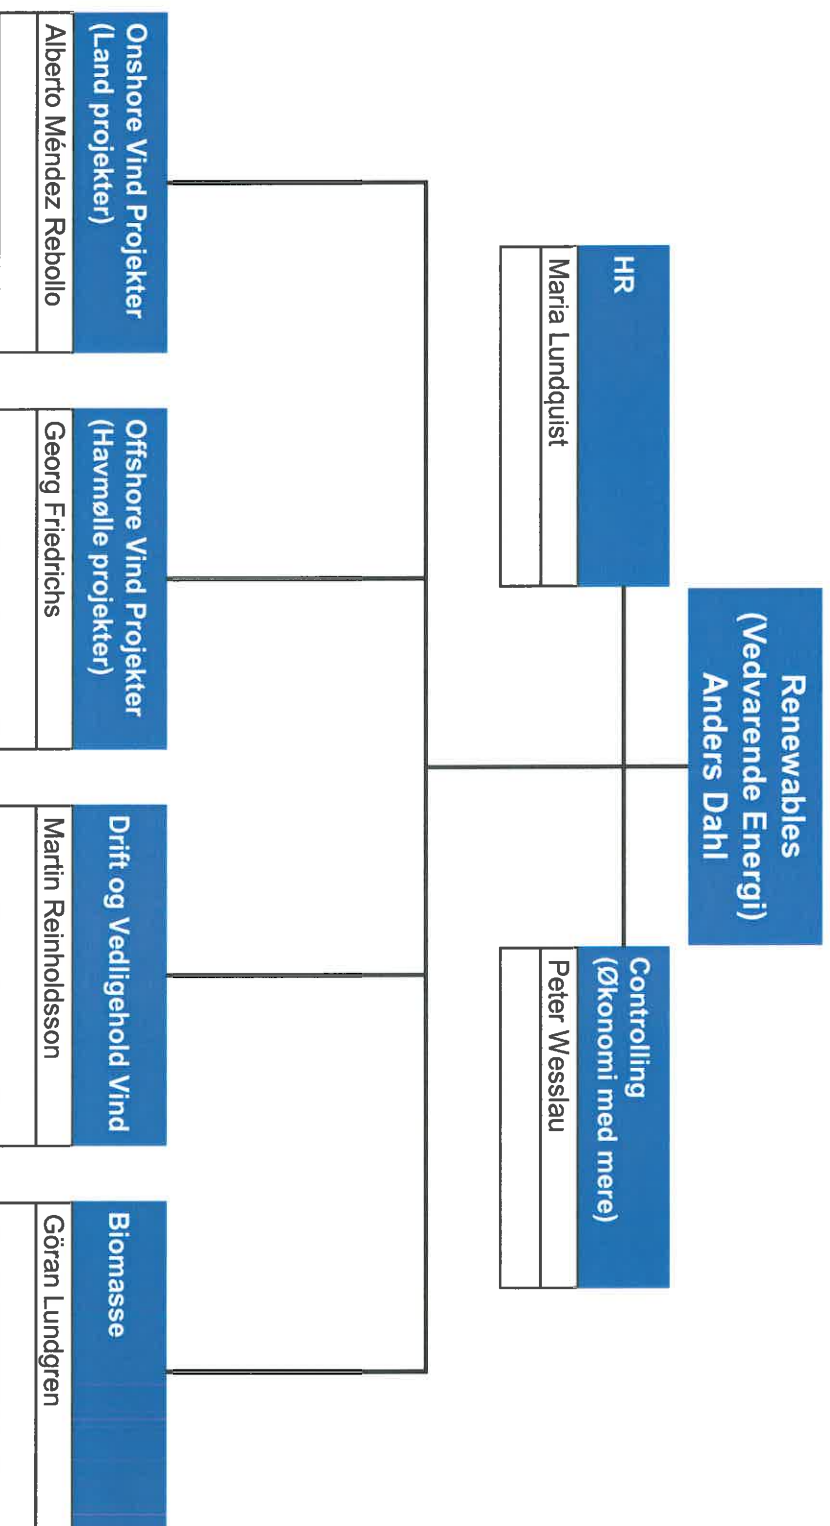 Renewables
(Vedvarende Energi)
Anders Dahl
HR
Maria Lundquist
Controlling
(Økonomi med mere)
Peter Wesslau
Onshore Vind Projekter
(Land projekter)
Alberto Méndez Rebollo
Offshore Vind Projekter
(Havmølle projekter)
Georg Friedrichs
Drift og Vedligehold Vind
Martin Reinholdsson
Biomasse
Göran Lundgren